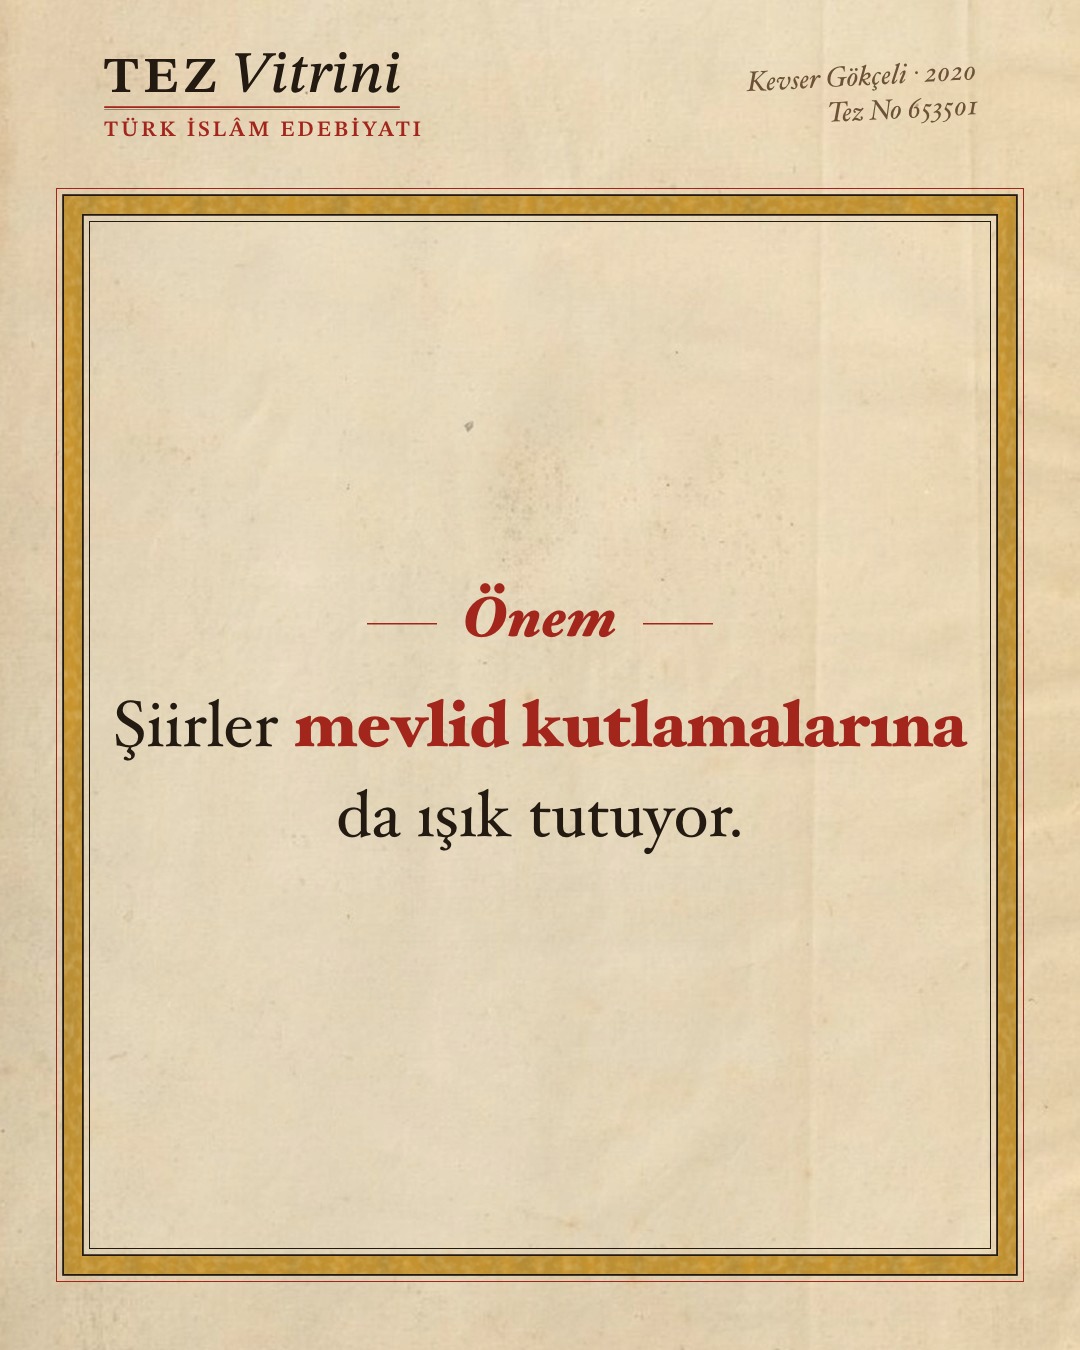 TEZ Vitrini
TÜRK İSLÂM EDEBİYATI
Kevser Gökçeli · 2020
Tez No 653501
Önem
Şiirler mevlid kutlamalarına
da ışık tutuyor.